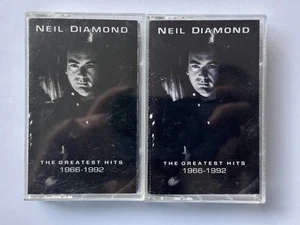 NEIL DIAMOND
THE GREATEST HITS
1966-1992
NEIL DIAMOND
THE GREATEST HITS
1966-1992